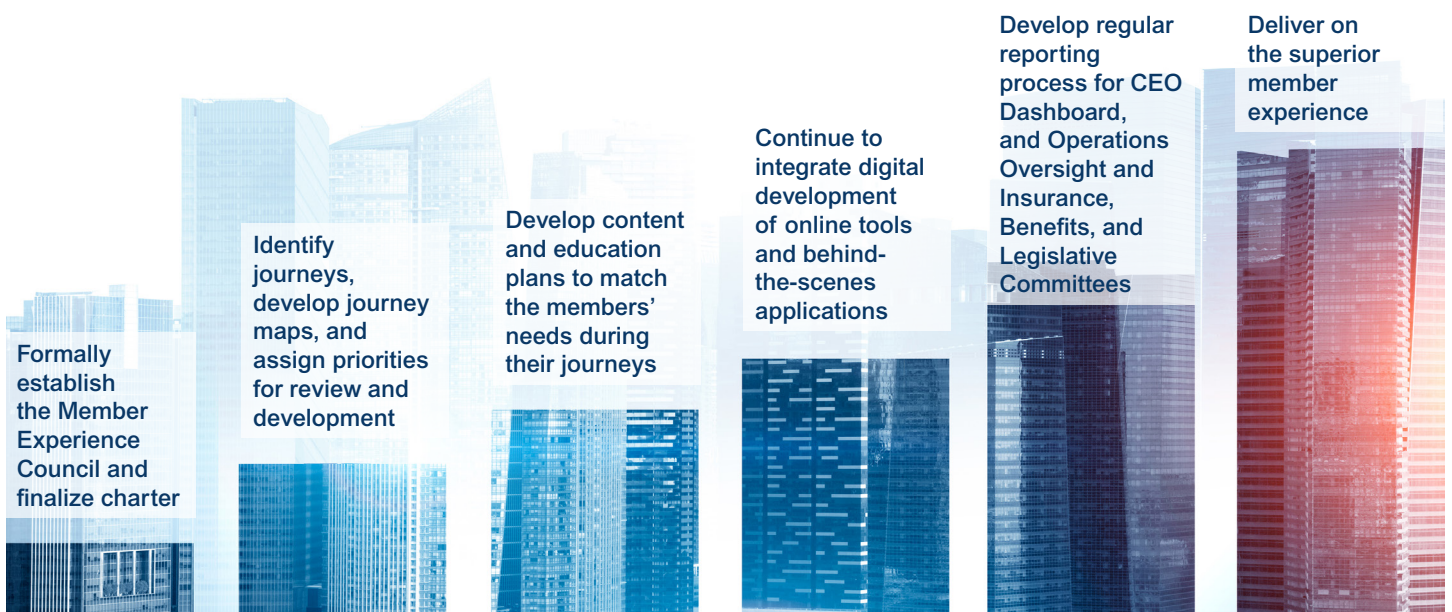 Formally
establish
the Member
Experience
Council and
finalize charter
Identify
journeys,
develop journey
maps, and
assign priorities
for review and
development
Develop content
and education
plans to match
the members’
needs during
their journeys
Continue to
integrate digital
development
of online tools
and behind-
the-scenes
applications
Develop regular
reporting
process for CEO
Dashboard,
and Operations
Oversight and
Insurance,
Benefits, and
Legislative
Committees
Deliver on
the superior
member
experience